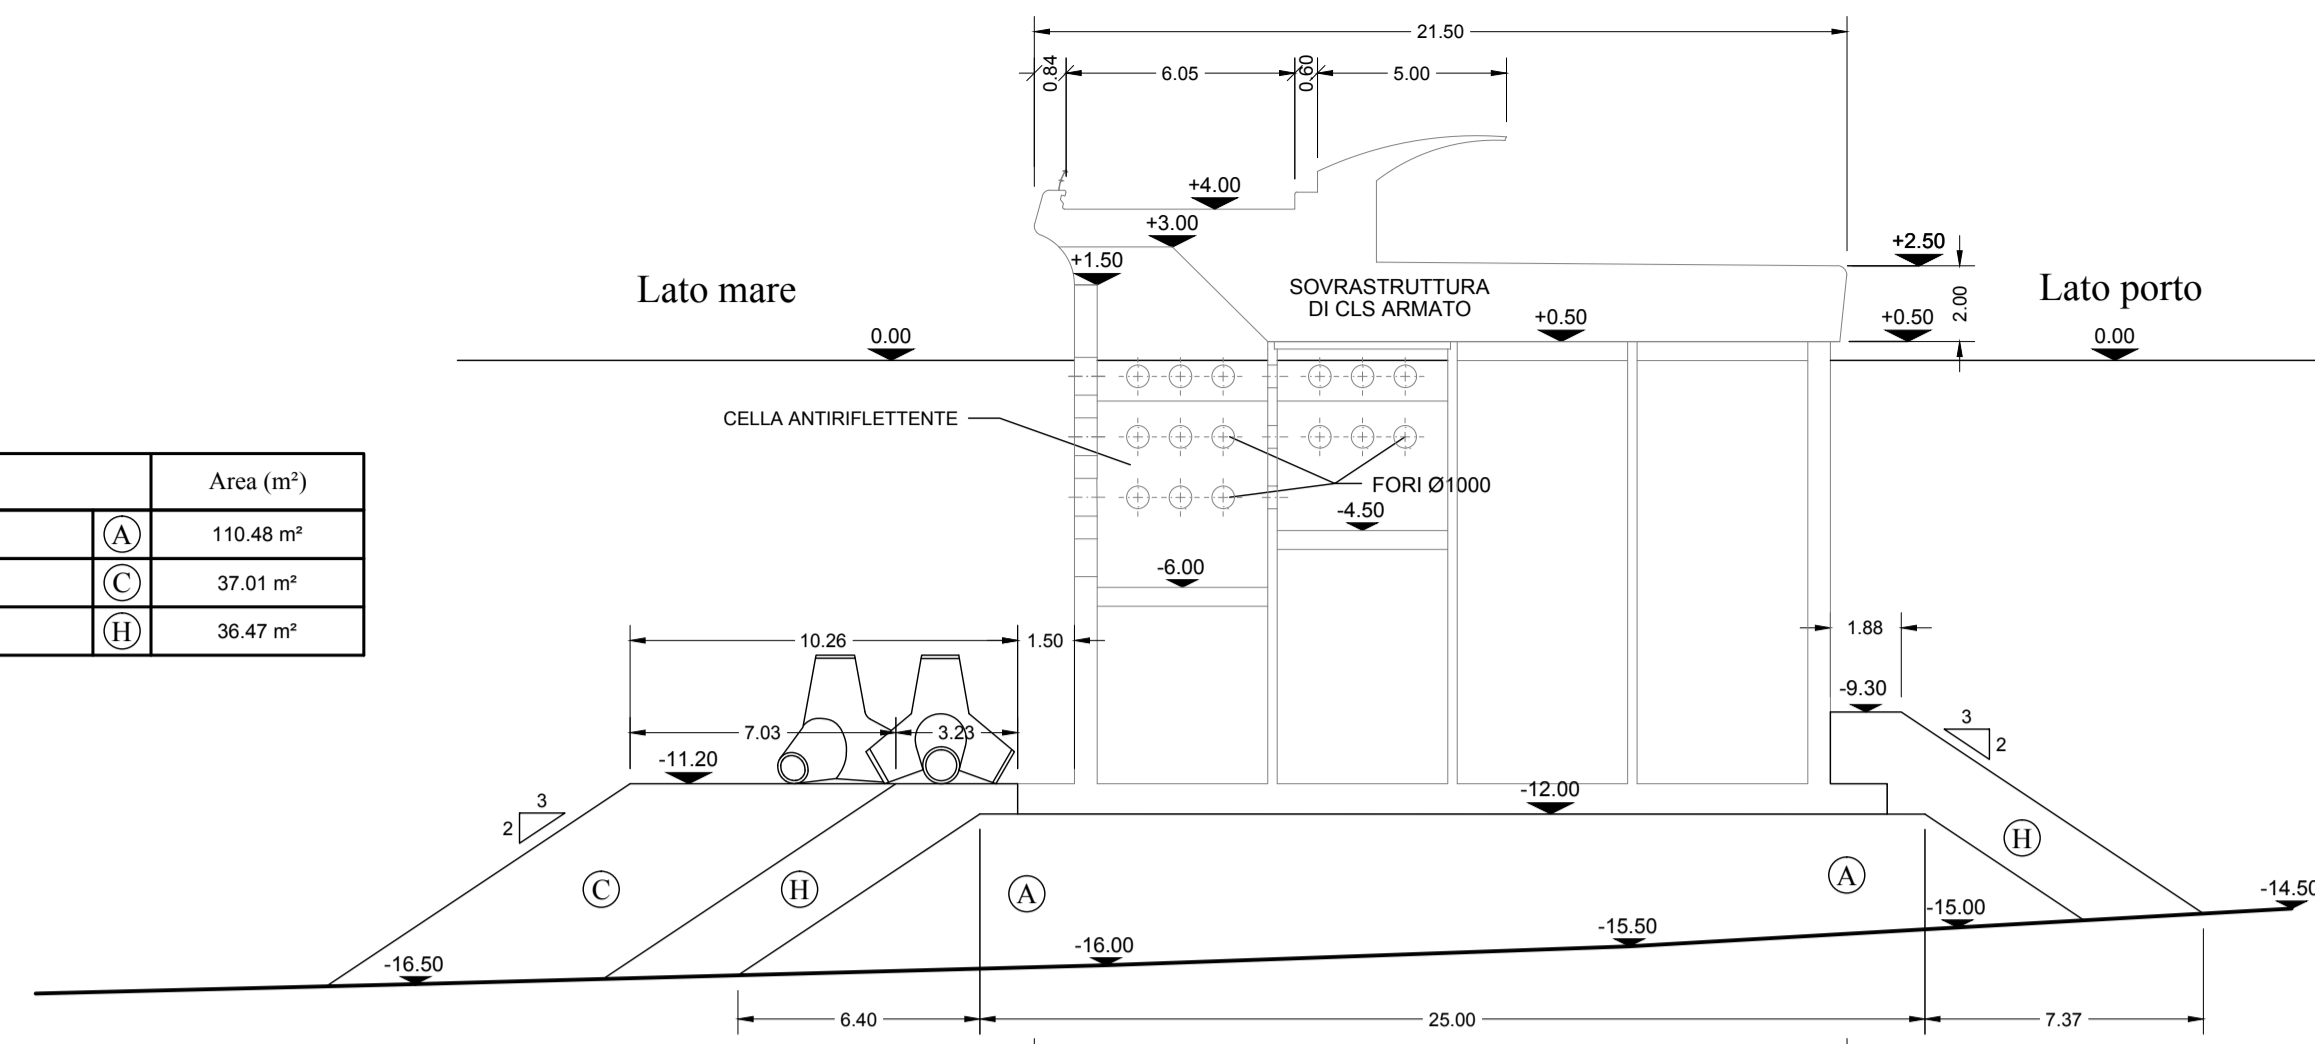 21.50
0.84
6.05
0.60
5.00
+4.00
+3.00
+1.50
+2.50
Lato mare
SOVRASTRUTTURA
DI CLS ARMATO
Lato porto
2.00
0.00
+0.50
+0.50
0.00
CELLA ANTIRIFLETTENTE
FORI Ø1000
-4.50
-6.00
Area (m²)
A 110.48 m²
C 37.01 m²
H 36.47 m²
10.26
1.50
1.88
-9.30
7.03
3.23
3
2
-11.20
-12.00
3
2
C
H
A
A
H
-14.50
-15.00
-15.50
-16.00
-16.50
6.40
25.00
7.37